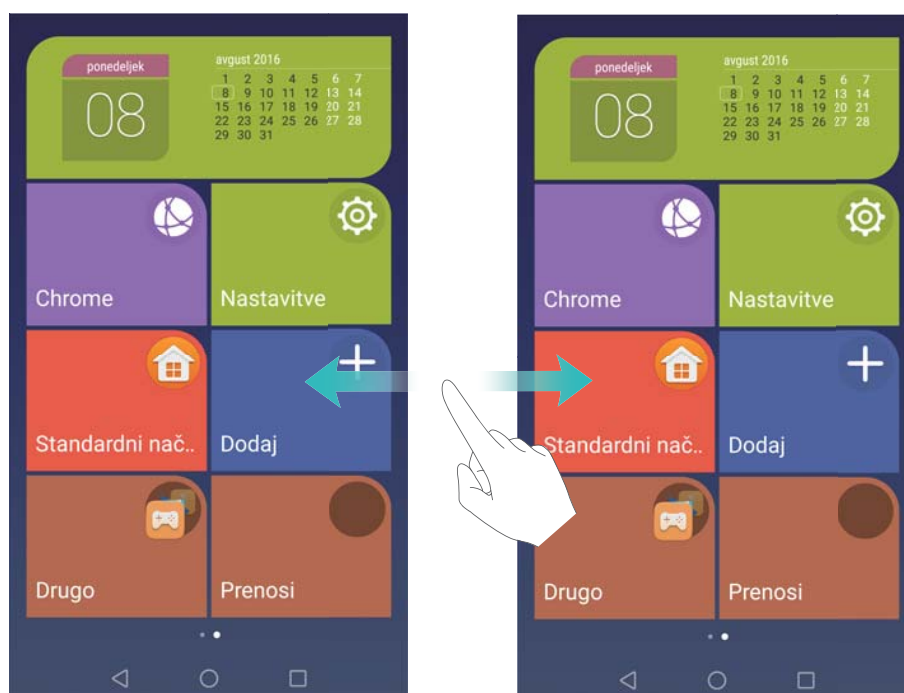 ponedeljek
08
avgust 2016
1 2 3 4 5 6 7
8 9 10 11 12 13 14
15 16 17 18 19 20 21
22 23 24 25 26 27 28
29 30 31
Chrome
Nastavitve
Standardni nač..
Dodaj
Drugo
Prenosi
ponedeljek
08
avgust 2016
1 2 3 4 5 6 7
8 9 10 11 12 13 14
15 16 17 18 19 20 21
22 23 24 25 26 27 28
29 30 31
Chrome
Nastavitve
Standardni nač..
Dodaj
Drugo
Prenosi